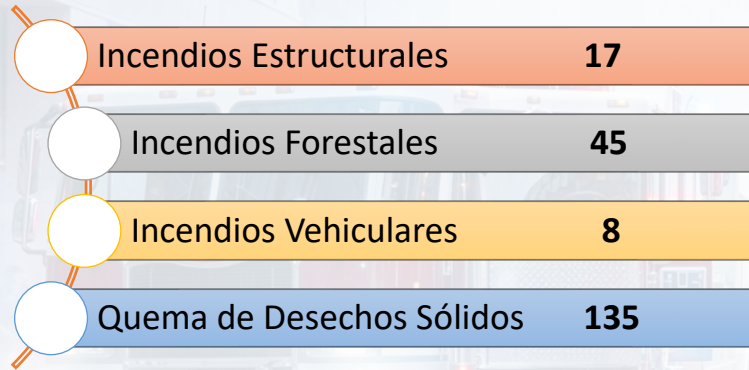 Incendios Estructurales 17
Incendios Forestales 45
Incendios Vehiculares 8
Quema de Desechos Sólidos 135